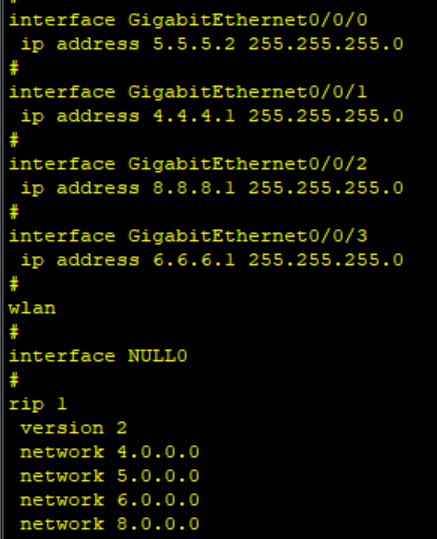 interface GigabitEthernet0/0/0
 ip address 5.5.5.2 255.255.255.0
#
interface GigabitEthernet0/0/1
 ip address 4.4.4.1 255.255.255.0
#
interface GigabitEthernet0/0/2
 ip address 8.8.8.1 255.255.255.0
#
interface GigabitEthernet0/0/3
 ip address 6.6.6.1 255.255.255.0
#
wlan
#
interface NULL0
#
rip 1
 version 2
 network 4.0.0.0
 network 5.0.0.0
 network 6.0.0.0
 network 8.0.0.0